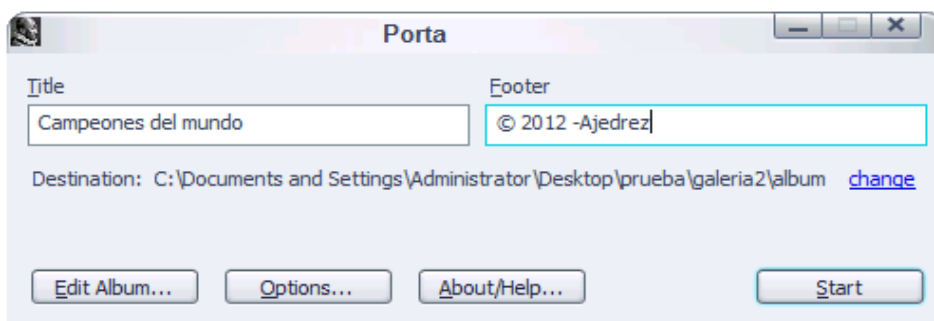 Porta
Title Footer
Campeones del mundo © 2012 -Ajedrez
Destination: C:\Documents and Settings\Administrator\Desktop\prueba\galeria2\album change
Edit Album... Options... About/Help... Start